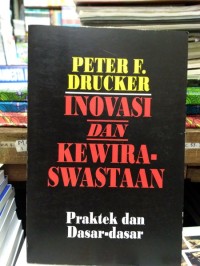 PETER F.
DRUCKER
INOVASI
DAN
KEWIRA-
SWASTAAN
Praktek dan
Dasar-dasar